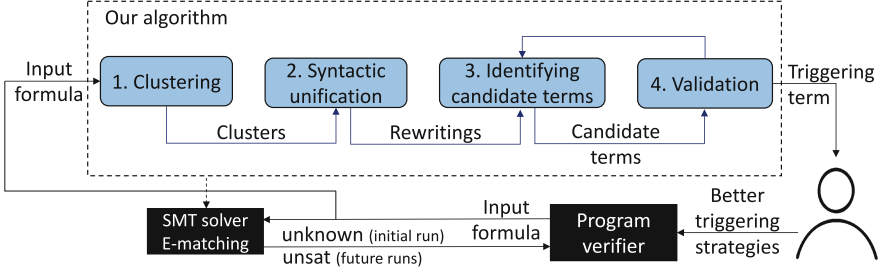 Our algorithm
Input
formula
1. Clustering
2. Syntactic
unification
3. Identifying
candidate terms
4. Validation
Triggering
term
Clusters
Rewritings
Candidate
terms
SMT solver
E-matching
Input
formula
unknown (initial run)
unsat (future runs)
Program
verifier
Better
triggering
strategies